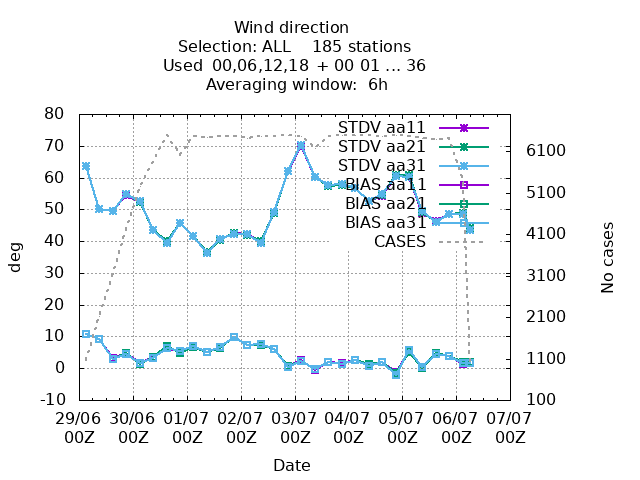 Wind direction
Selection: ALL    185 stations
Used  00,06,12,18  + 00 01 ... 36
Averaging window:  6h
80
70
60
50
40
30
20
10
0
-10
deg
6100
5100
4100
3100
2100
1100
100
No cases
STDV aa11
STDV aa21
STDV aa31
BIAS aa11
BIAS aa21
BIAS aa31
CASES
29/06 30/06 01/07 02/07 03/07 04/07 05/07 06/07 07/07
00Z 00Z 00Z 00Z 00Z 00Z 00Z 00Z 00Z
Date